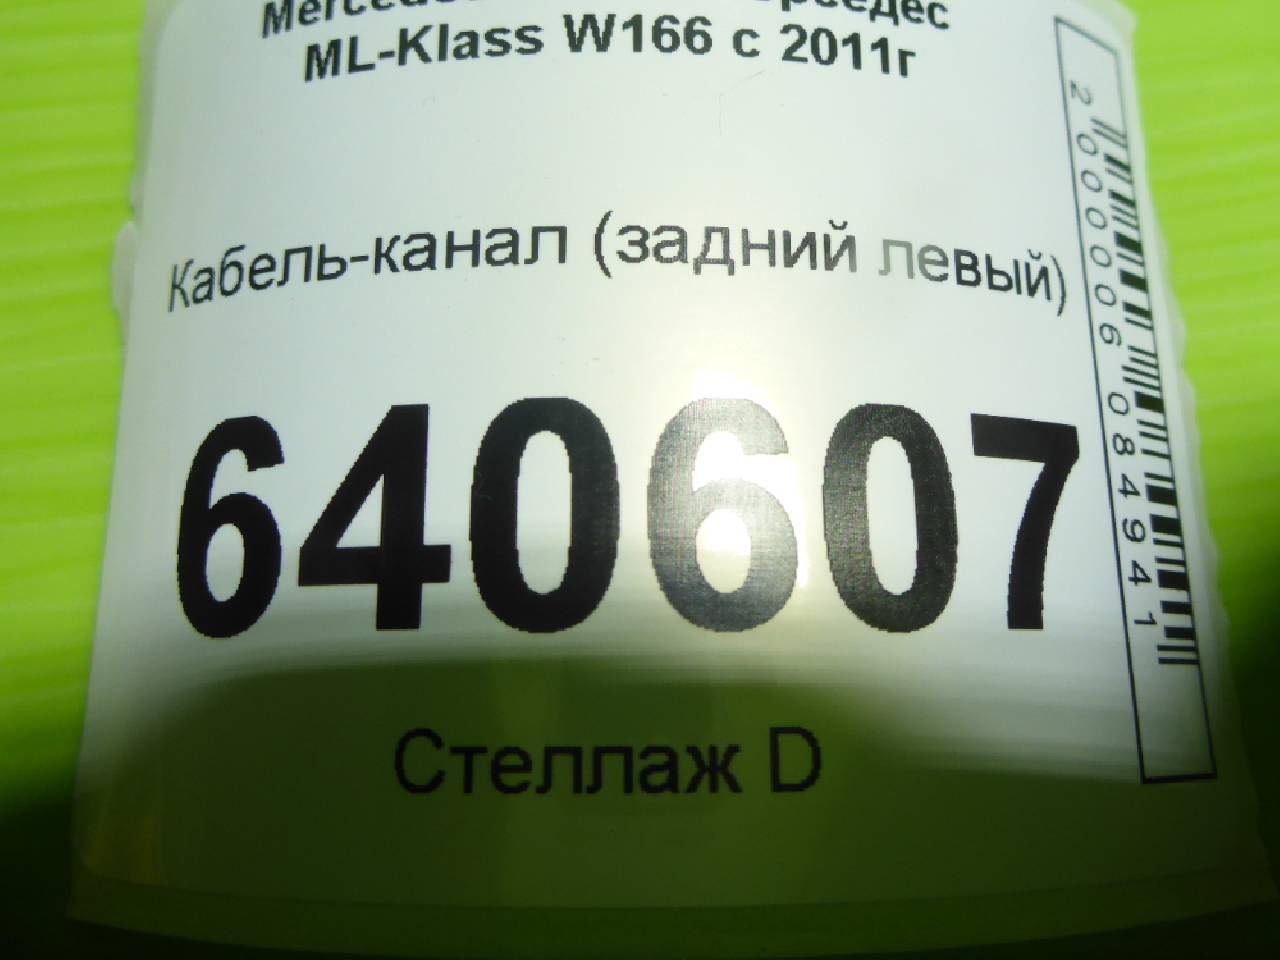 ML-Klass W166 с 2011г
Кабель-канал (задний левый)
640607
Стеллаж D
2000006084941